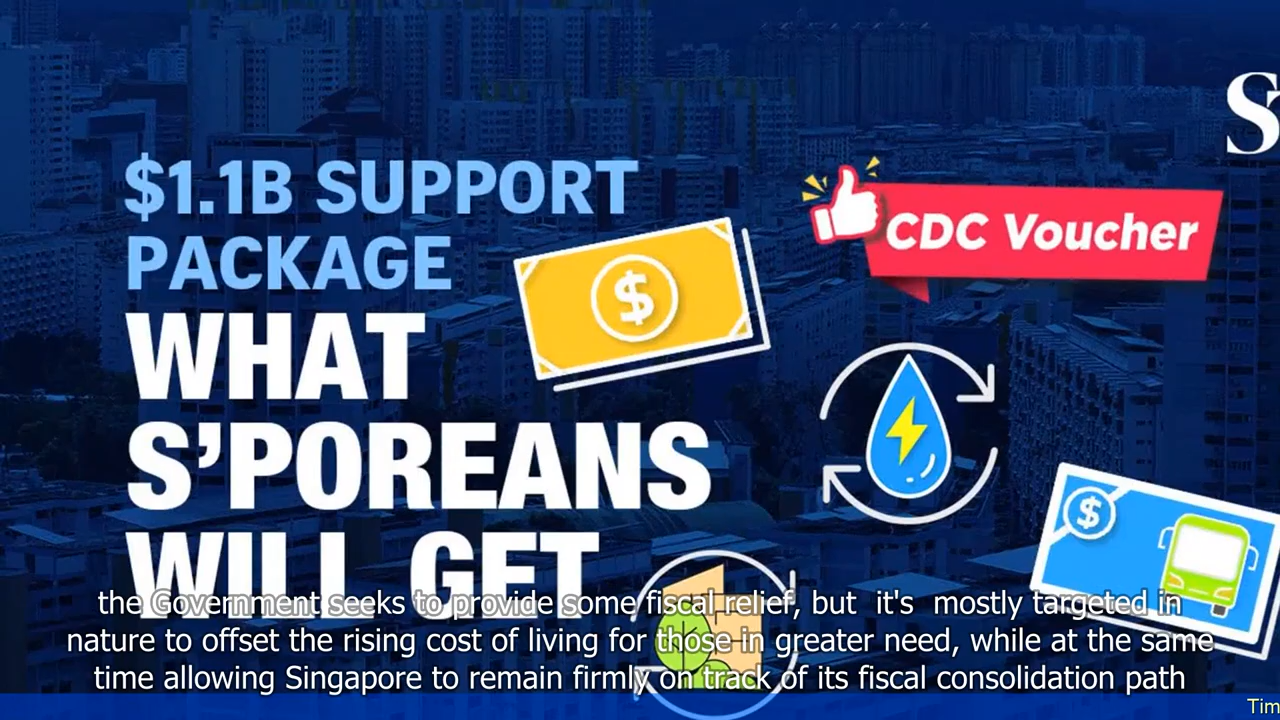 $1.1B SUPPORT
PACKAGE
WHAT
S'POREANS
WILL GET
CDC Voucher
$
$
the Government seeks to provide some fiscal relief, but it's mostly targeted in
nature to offset the rising cost of living for those in greater need, while at the same
time allowing Singapore to remain firmly on track of its fiscal consolidation path